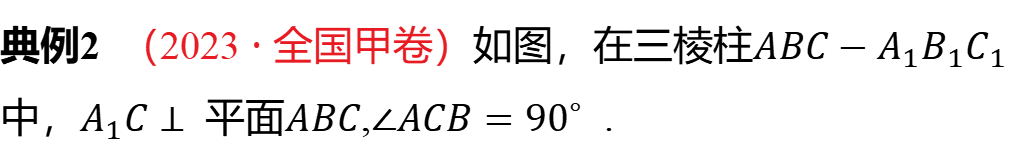 典例2 （2023·全国甲卷）如图，在三棱柱ABC − A₁B₁C₁
中，A₁C ⊥ 平面ABC,∠ACB = 90° .